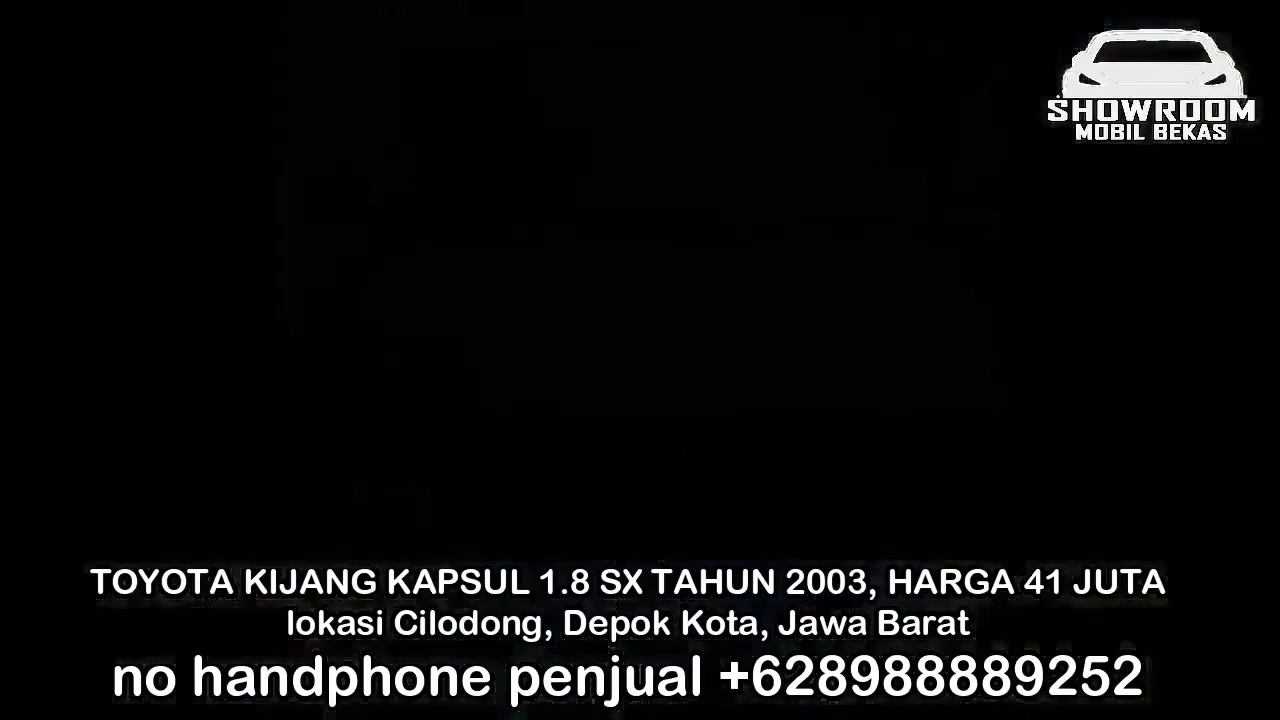 SHOWROOM
MOBIL BEKAS
TOYOTA KIJANG KAPSUL 1.8 SX TAHUN 2003, HARGA 41 JUTA
lokasi Cilodong, Depok Kota, Jawa Barat
no handphone penjual +628988889252